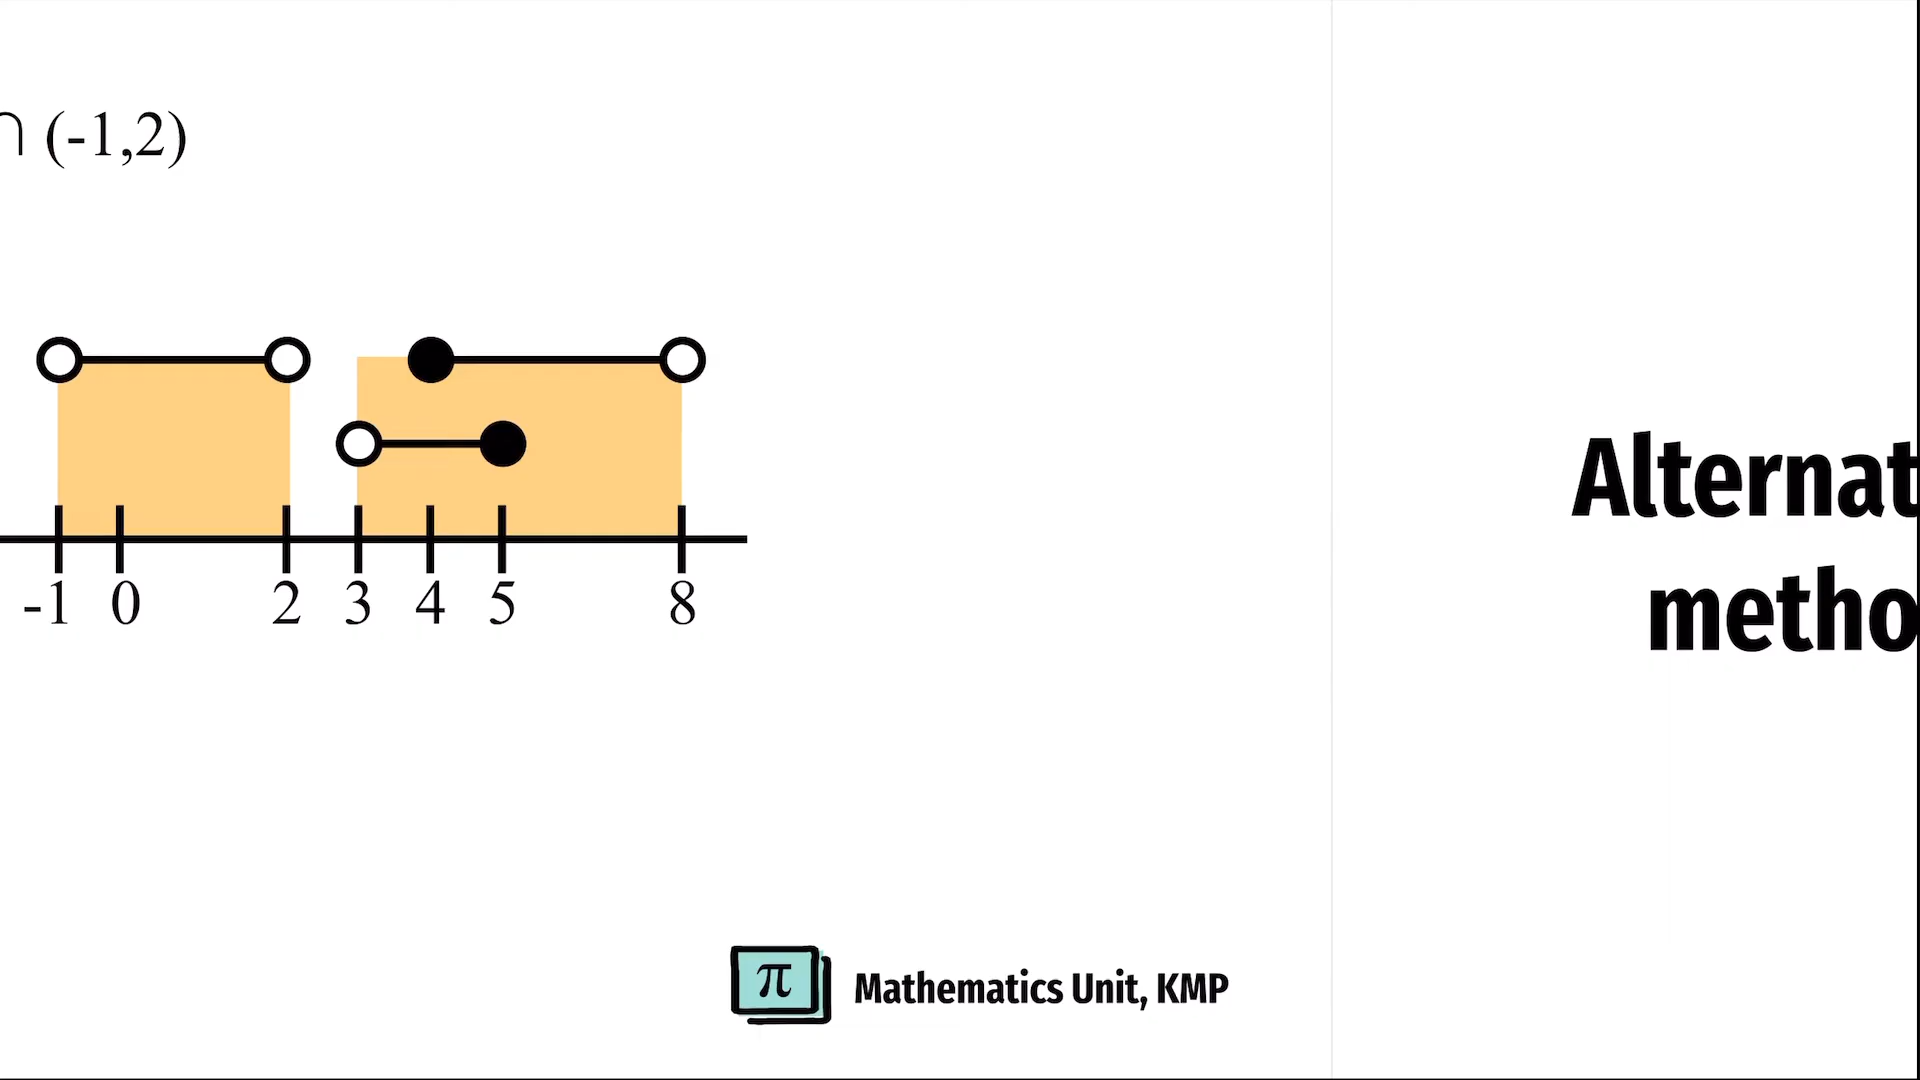 ∩ (-1,2)
-1 0 2 3 4 5 8
Alternat
metho
π
Mathematics Unit, KMP